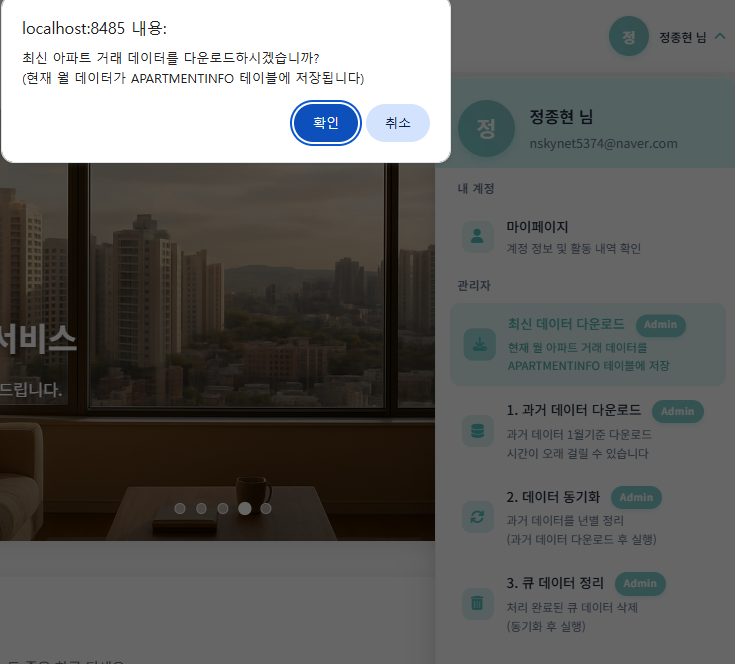 localhost:8485 내용:
최신 아파트 거래 데이터를 다운로드하시겠습니까?
(현재 월 데이터가 APARTMENTINFO 테이블에 저장됩니다)
확인
취소
정
정종현 님
정
정종현 님
nskynet5374@naver.com
내 계정
마이페이지
계정 정보 및 활동 내역 확인
관리자
최신 데이터 다운로드 Admin
현재 월 아파트 거래 데이터를
APARTMENTINFO 테이블에 저장
1. 과거 데이터 다운로드 Admin
과거 데이터 1월기준 다운로드
시간이 오래 걸릴 수 있습니다
2. 데이터 동기화 Admin
과거 데이터를 년별 정리
(과거 데이터 다운로드 후 실행)
3. 큐 데이터 정리 Admin
처리 완료된 큐 데이터 삭제
(동기화 후 실행)
서비스
드립니다.